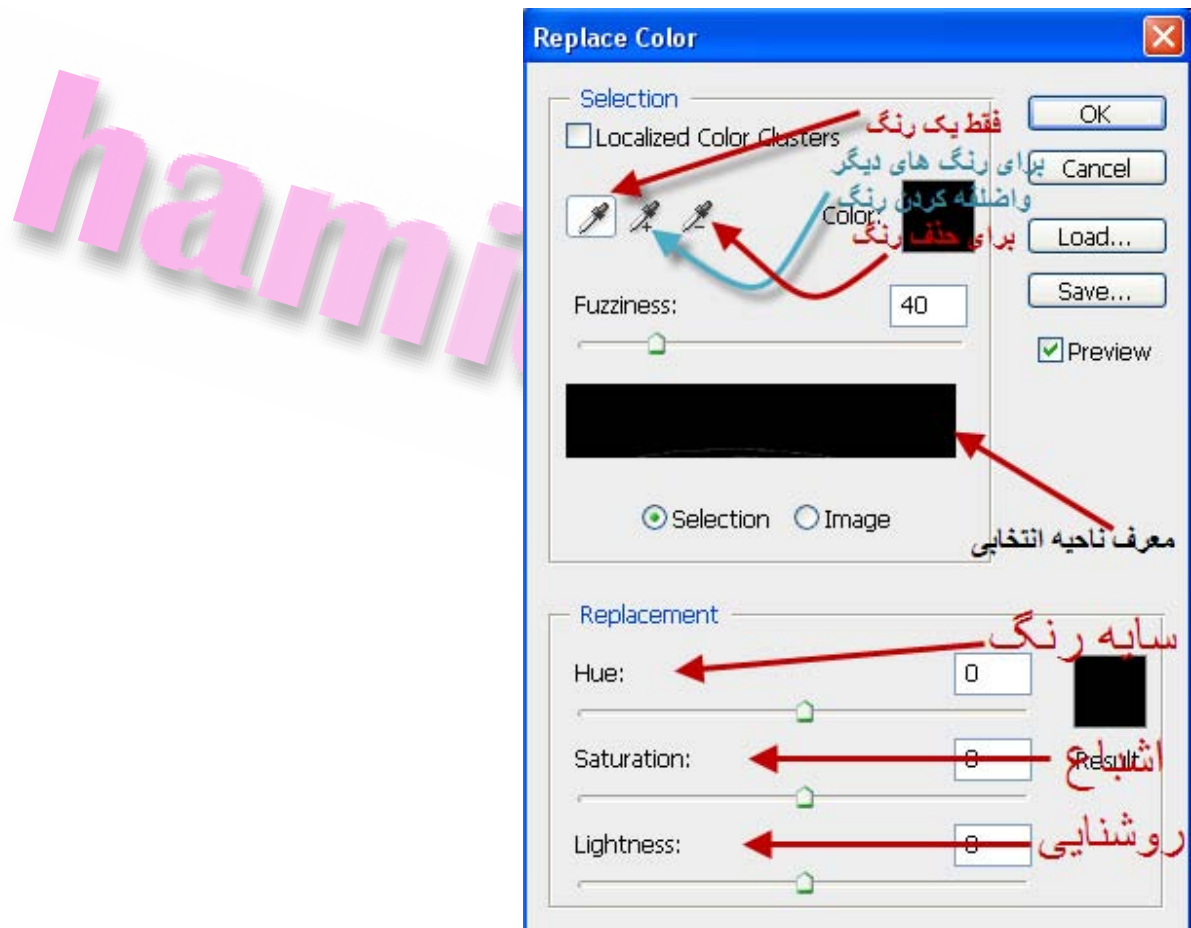 hami
Replace Color
Selection
Localized Color Clusters
فقط یک رنگ
OK
برای رنگ های دیگر
Cancel
واضلفه کردن رنگ
Color:
برای حذف رنگ
Load...
Fuzziness:
40
Save...
Preview
Selection
Image
معرف ناحیه انتخابی
Replacement
سایه رنگ
Hue:
0
Saturation:
0
اشباع
Result
Lightness:
0
روشنایی